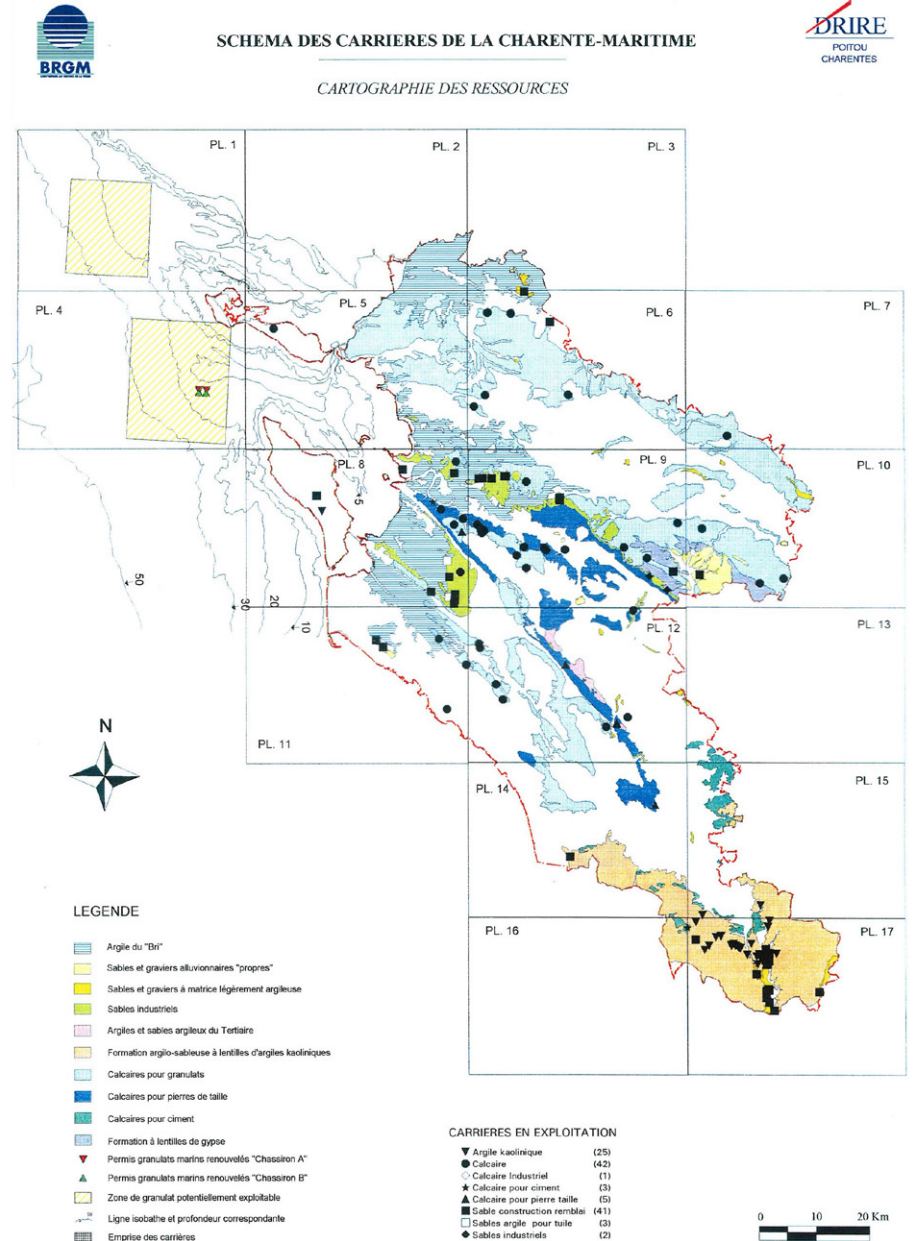 BRGM
SCHEMA DES CARRIERES DE LA CHARENTE-MARITIME
DRIRE
POITOU
CHARENTES
CARTOGRAPHIE DES RESSOURCES
PL. 1
PL. 2
PL. 3
PL. 4
PL. 5
PL. 6
PL. 7
PL. 8
PL. 9
PL. 10
5
50
30
20
10
PL. 12
PL. 13
N
PL. 11
PL. 14
PL. 15
PL. 16
PL. 17
LEGENDE
Argile du "Bri"
Sables et graviers alluvionnaires "propres"
Sables et graviers à matrice légèrement argileuse
Sables industriels
Argiles et sables argileux du Tertiaire
Formation argilo-sableuse à lentilles d'argiles kaoliniques
Calcaires pour granulats
Calcaires pour pierres de taille
Calcaires pour ciment
Formation à lentilles de gypse
Permis granulats marins renouvelés "Chassiron A"
Permis granulats marins renouvelés "Chassiron B"
Zone de granulat potentiellement exploitable
Ligne isobathe et profondeur correspondante
Emprise des carrières
CARRIERES EN EXPLOITATION
Argile kaolinique (25)
Calcaire (42)
Calcaire Industriel (1)
Calcaire pour ciment (3)
Calcaire pour pierre taille (5)
Sable construction remblai (41)
Sables argile pour tuile (3)
Sables industriels (2)
0 10 20 Km